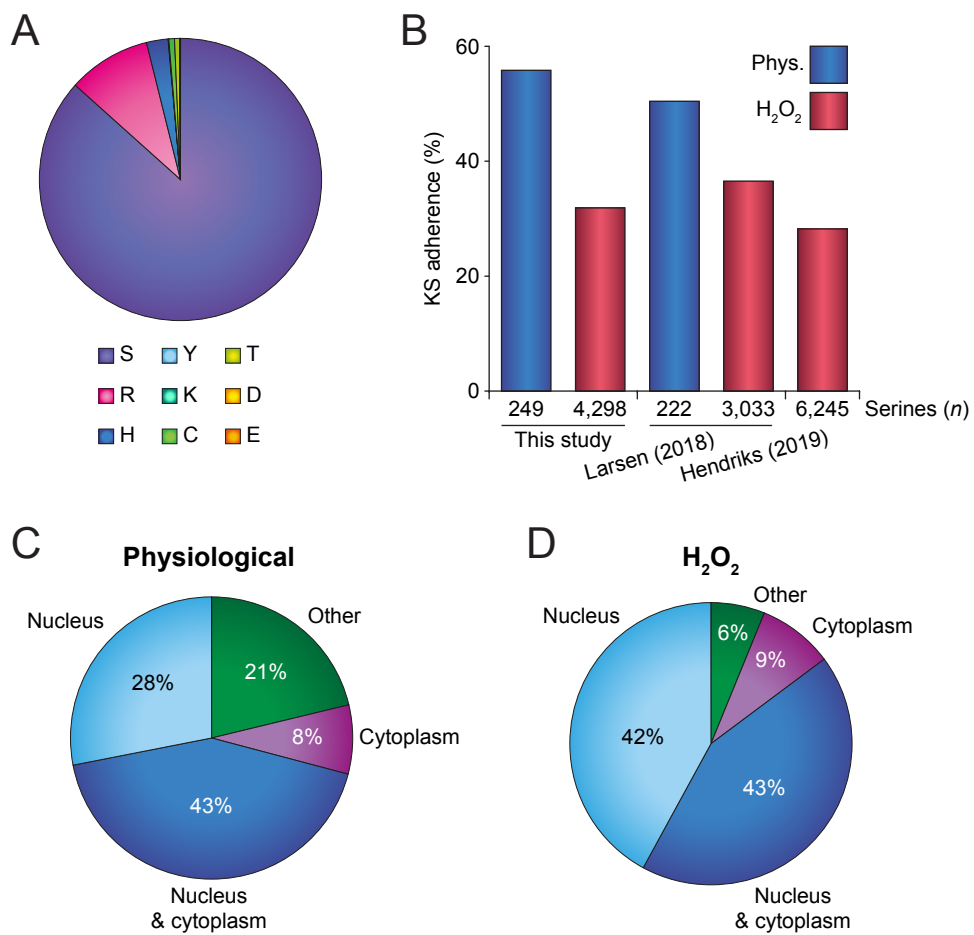 A
S Y T
R K D
H C E
B
KS adherence (%)
60
40
20
0
Phys.
H₂O₂
249 4,298 222 3,033 6,245 Serines (n)
This study
Larsen (2018)
Hendriks (2019)
C
Physiological
Nucleus
Other
28%
21%
8%
Cytoplasm
43%
Nucleus
& cytoplasm
D
H₂O₂
Other
Nucleus
Cytoplasm
6%
9%
42%
43%
Nucleus
& cytoplasm